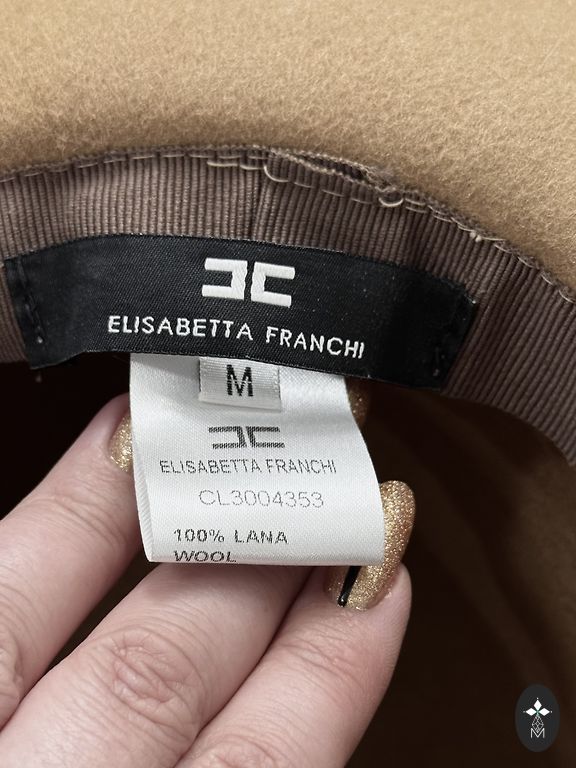 ELISABETTA FRANCHI
M
ELISABETTA FRANCHI
CL3004353
100% LANA
WOOL
M